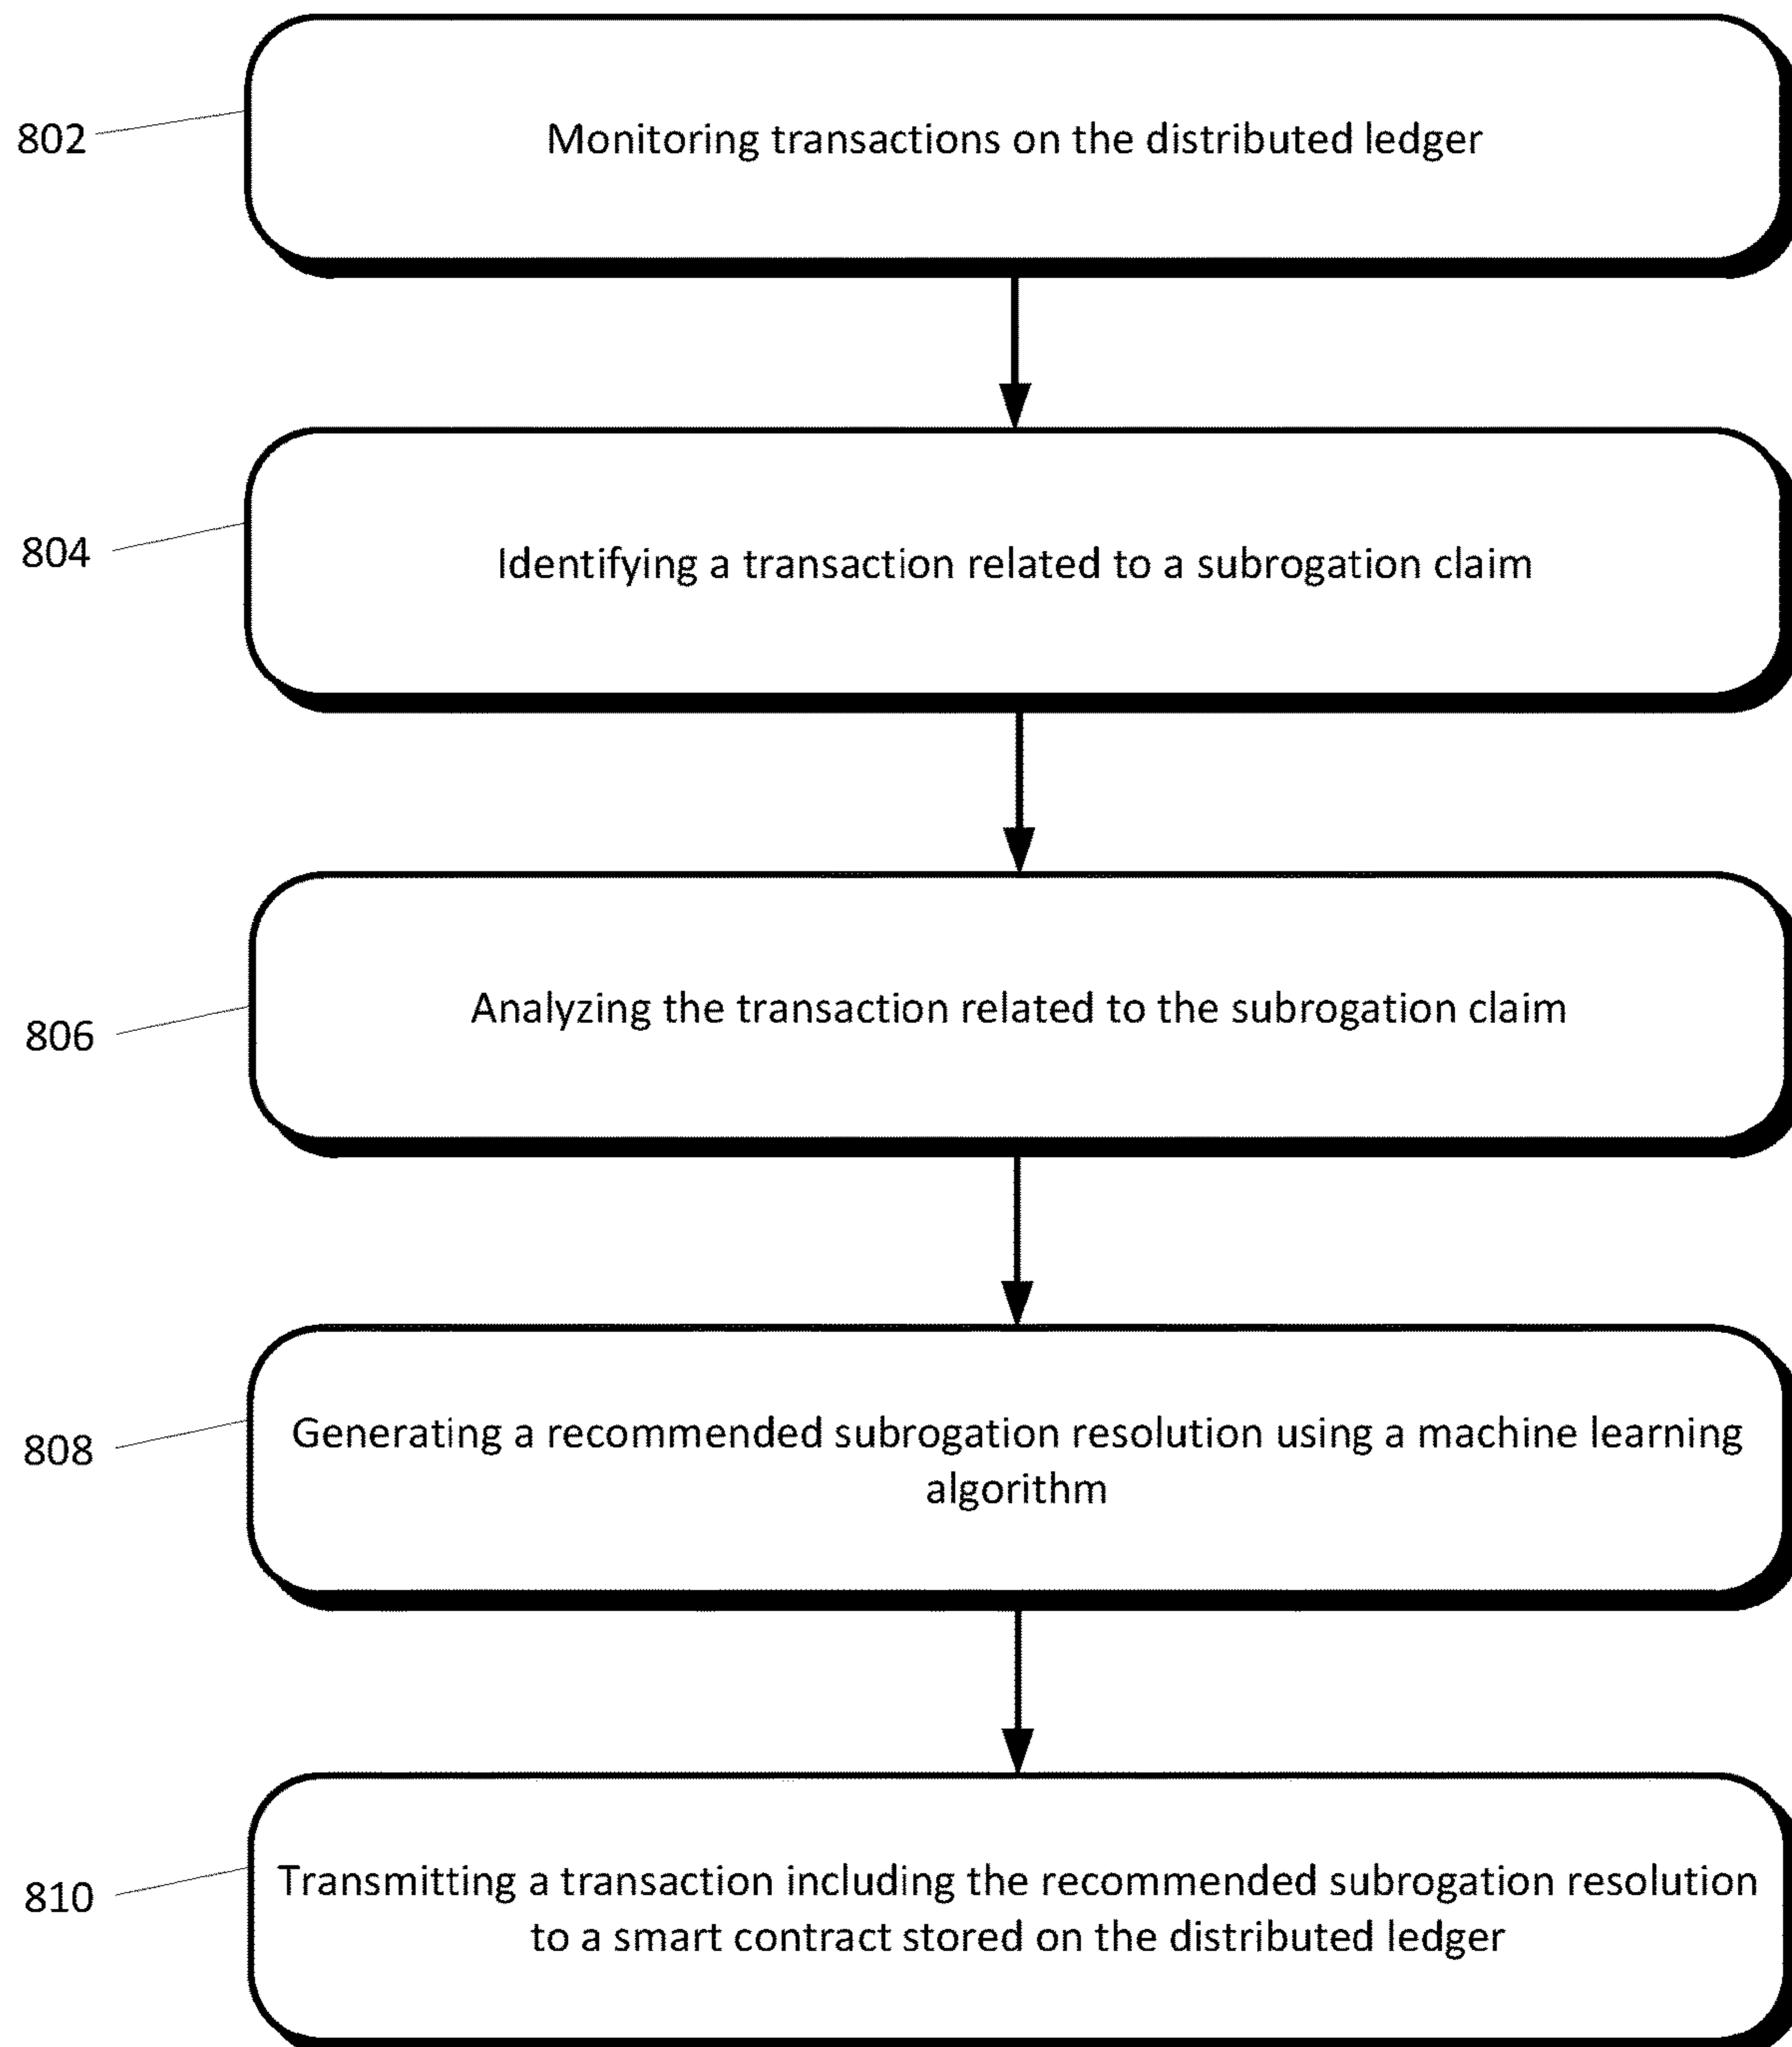 802
Monitoring transactions on the distributed ledger
804
Identifying a transaction related to a subrogation claim
806
Analyzing the transaction related to the subrogation claim
808
Generating a recommended subrogation resolution using a machine learning
algorithm
810
Transmitting a transaction including the recommended subrogation resolution
to a smart contract stored on the distributed ledger